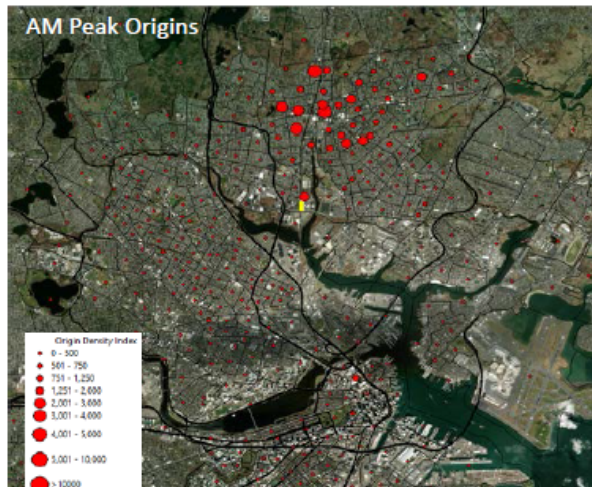 AM Peak Origins
Origin Density Index
0 - 500
501 - 750
751 - 1,250
1,251 - 2,000
2,001 - 3,000
3,001 - 4,000
4,001 - 5,000
5,001 - 10,000
>10000